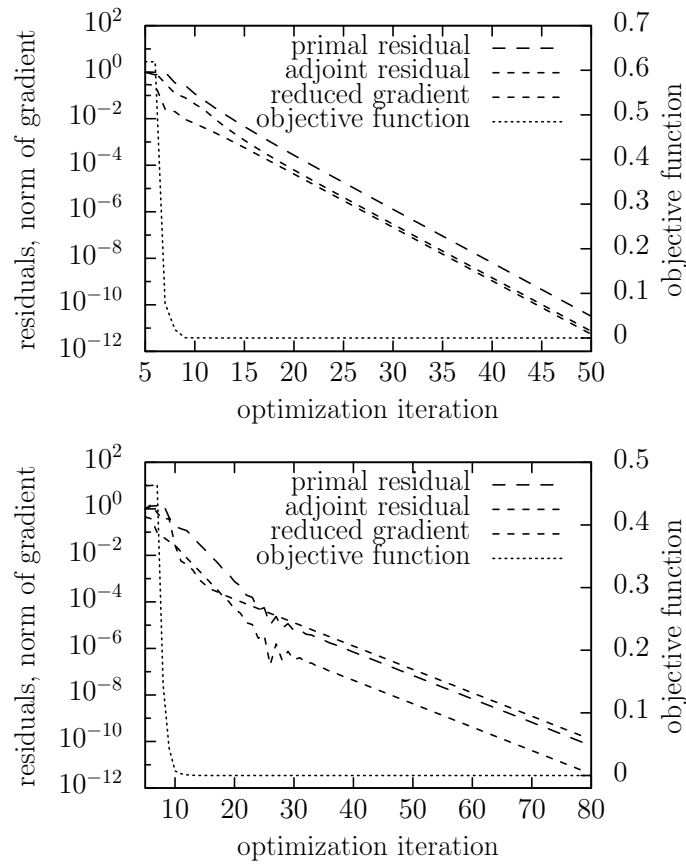 10^2
10^0
10^-2
10^-4
10^-6
10^-8
10^-10
10^-12
residuals, norm of gradient
primal residual
adjoint residual
reduced gradient
objective function
0.7
0.6
0.5
0.4
0.3
0.2
0.1
0
objective function
5 10 15 20 25 30 35 40 45 50
optimization iteration
10^2
10^0
10^-2
10^-4
10^-6
10^-8
10^-10
10^-12
residuals, norm of gradient
primal residual
adjoint residual
reduced gradient
objective function
0.5
0.4
0.3
0.2
0.1
0
objective function
10 20 30 40 50 60 70 80
optimization iteration